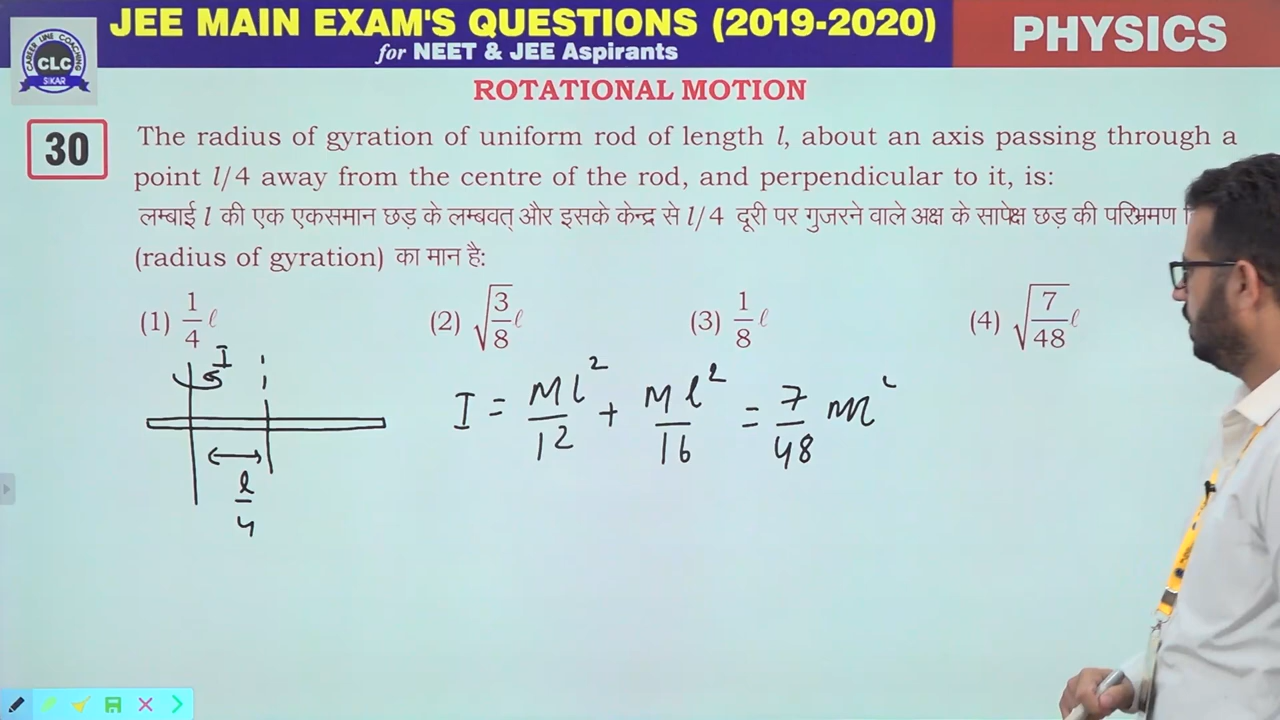 JEE MAIN EXAM'S QUESTIONS (2019-2020)
for NEET & JEE Aspirants
PHYSICS
CAREER LINE COACHING
CLC
SIKAR
ROTATIONAL MOTION
30
The radius of gyration of uniform rod of length l, about an axis passing through a
point l/4 away from the centre of the rod, and perpendicular to it, is:
लम्बाई l की एक एकसमान छड़ के लम्बवत् और इसके केन्द्र से l/4 दूरी पर गुजरने वाले अक्ष के सापेक्ष छड़ की परिभ्रमण
(radius of gyration) का मान है:
(1) 1/4 ℓ (2) √(3/8) ℓ (3) 1/8 ℓ (4) √(7/48) ℓ
I
I = Ml²/12 + Ml²/16 = 7/48 Ml²
l/4